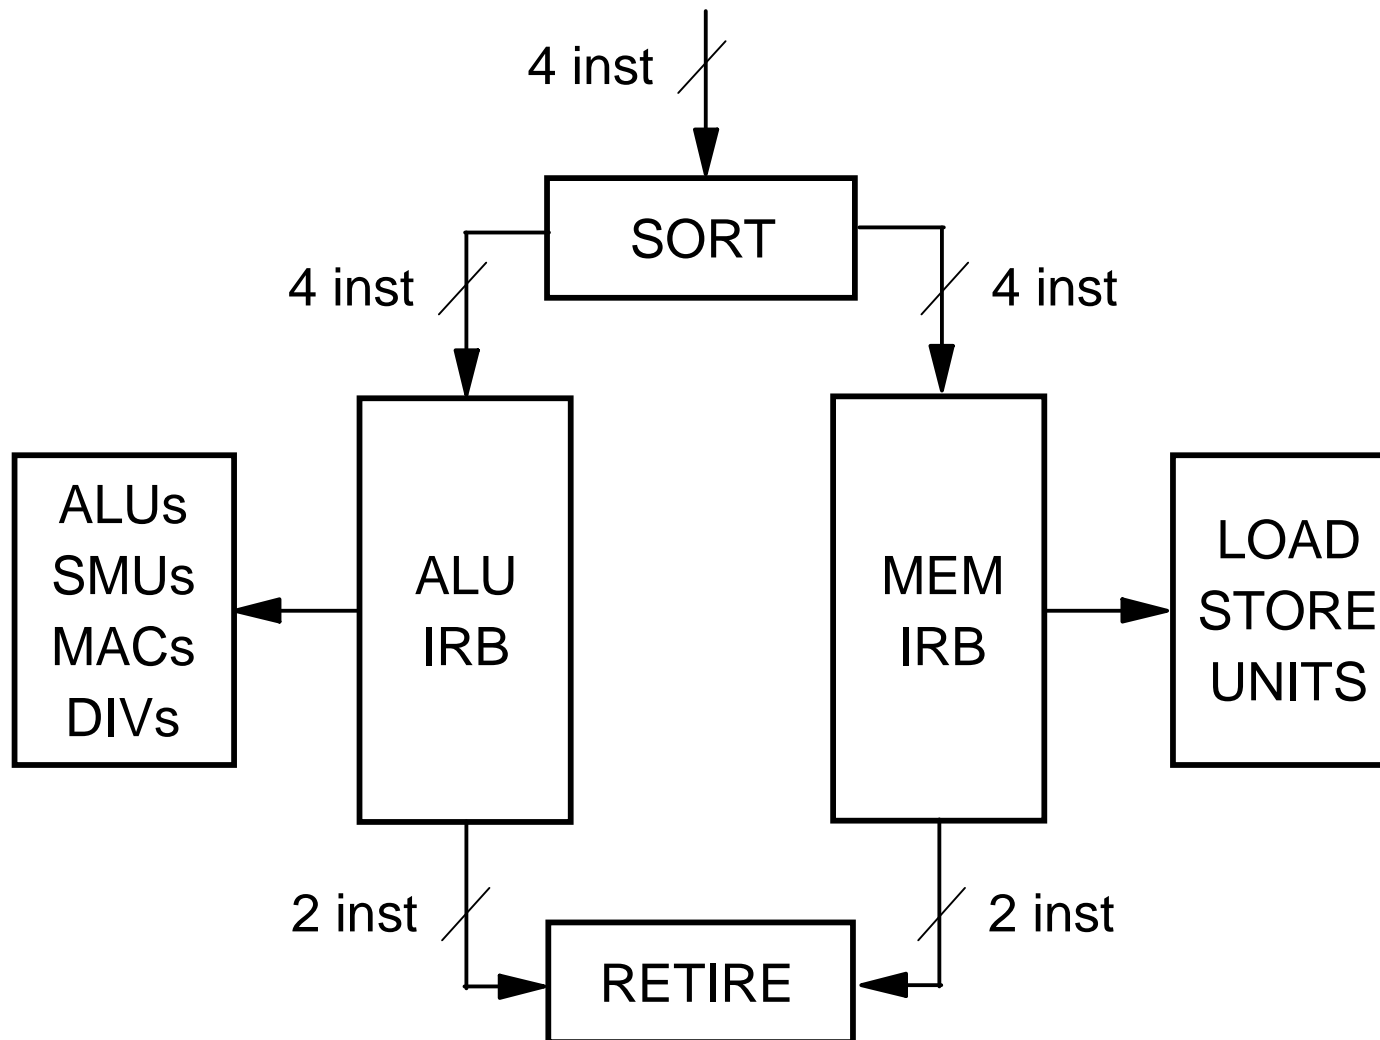 4 inst
SORT
4 inst
4 inst
ALUs
SMUs
MACs
DIVs
ALU
IRB
MEM
IRB
LOAD
STORE
UNITS
2 inst
2 inst
RETIRE